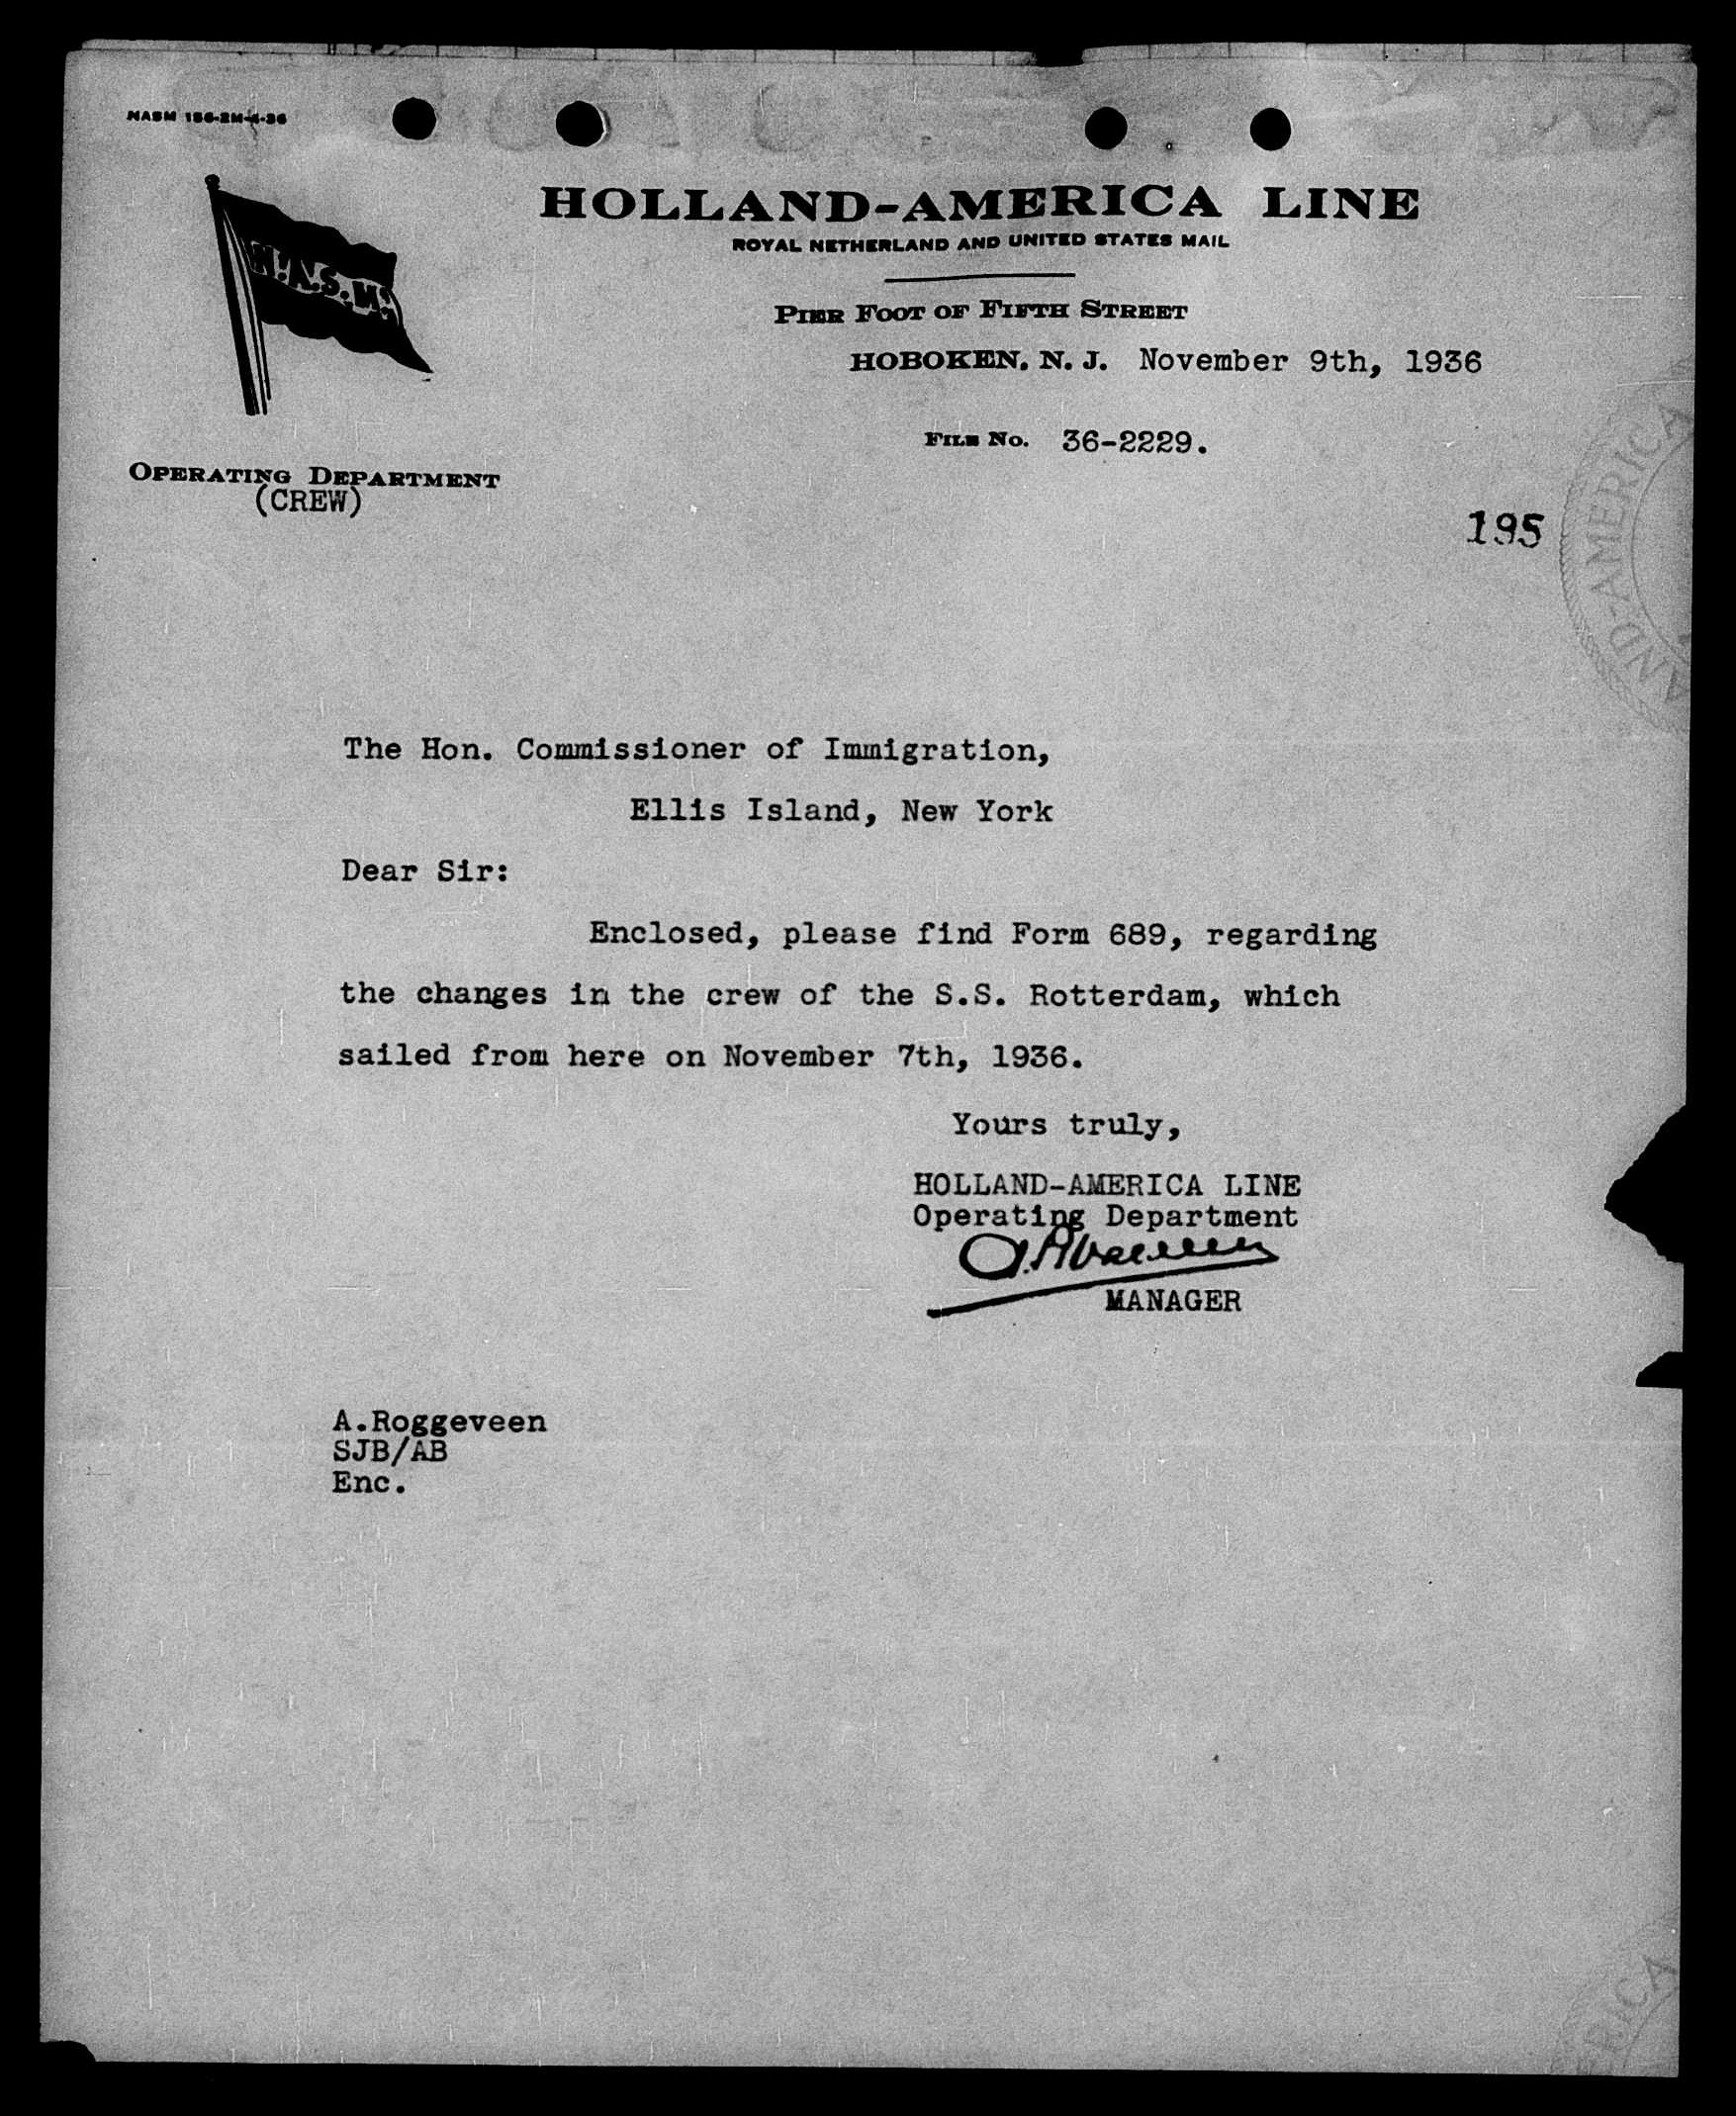 NASM 156-2M-4-36
N.A.S.M.
HOLLAND-AMERICA LINE
ROYAL NETHERLAND AND UNITED STATES MAIL
PIER FOOT OF FIFTH STREET
HOBOKEN, N. J. November 9th, 1936
FILE No. 36-2229.
OPERATING DEPARTMENT
(CREW)
195
AND-AMERICA
The Hon. Commissioner of Immigration,
Ellis Island, New York
Dear Sir:
Enclosed, please find Form 689, regarding
the changes in the crew of the S.S. Rotterdam, which
sailed from here on November 7th, 1936.
Yours truly,
HOLLAND-AMERICA LINE
Operating Department
MANAGER
A.Roggeveen
SJB/AB
Enc.
ERICA